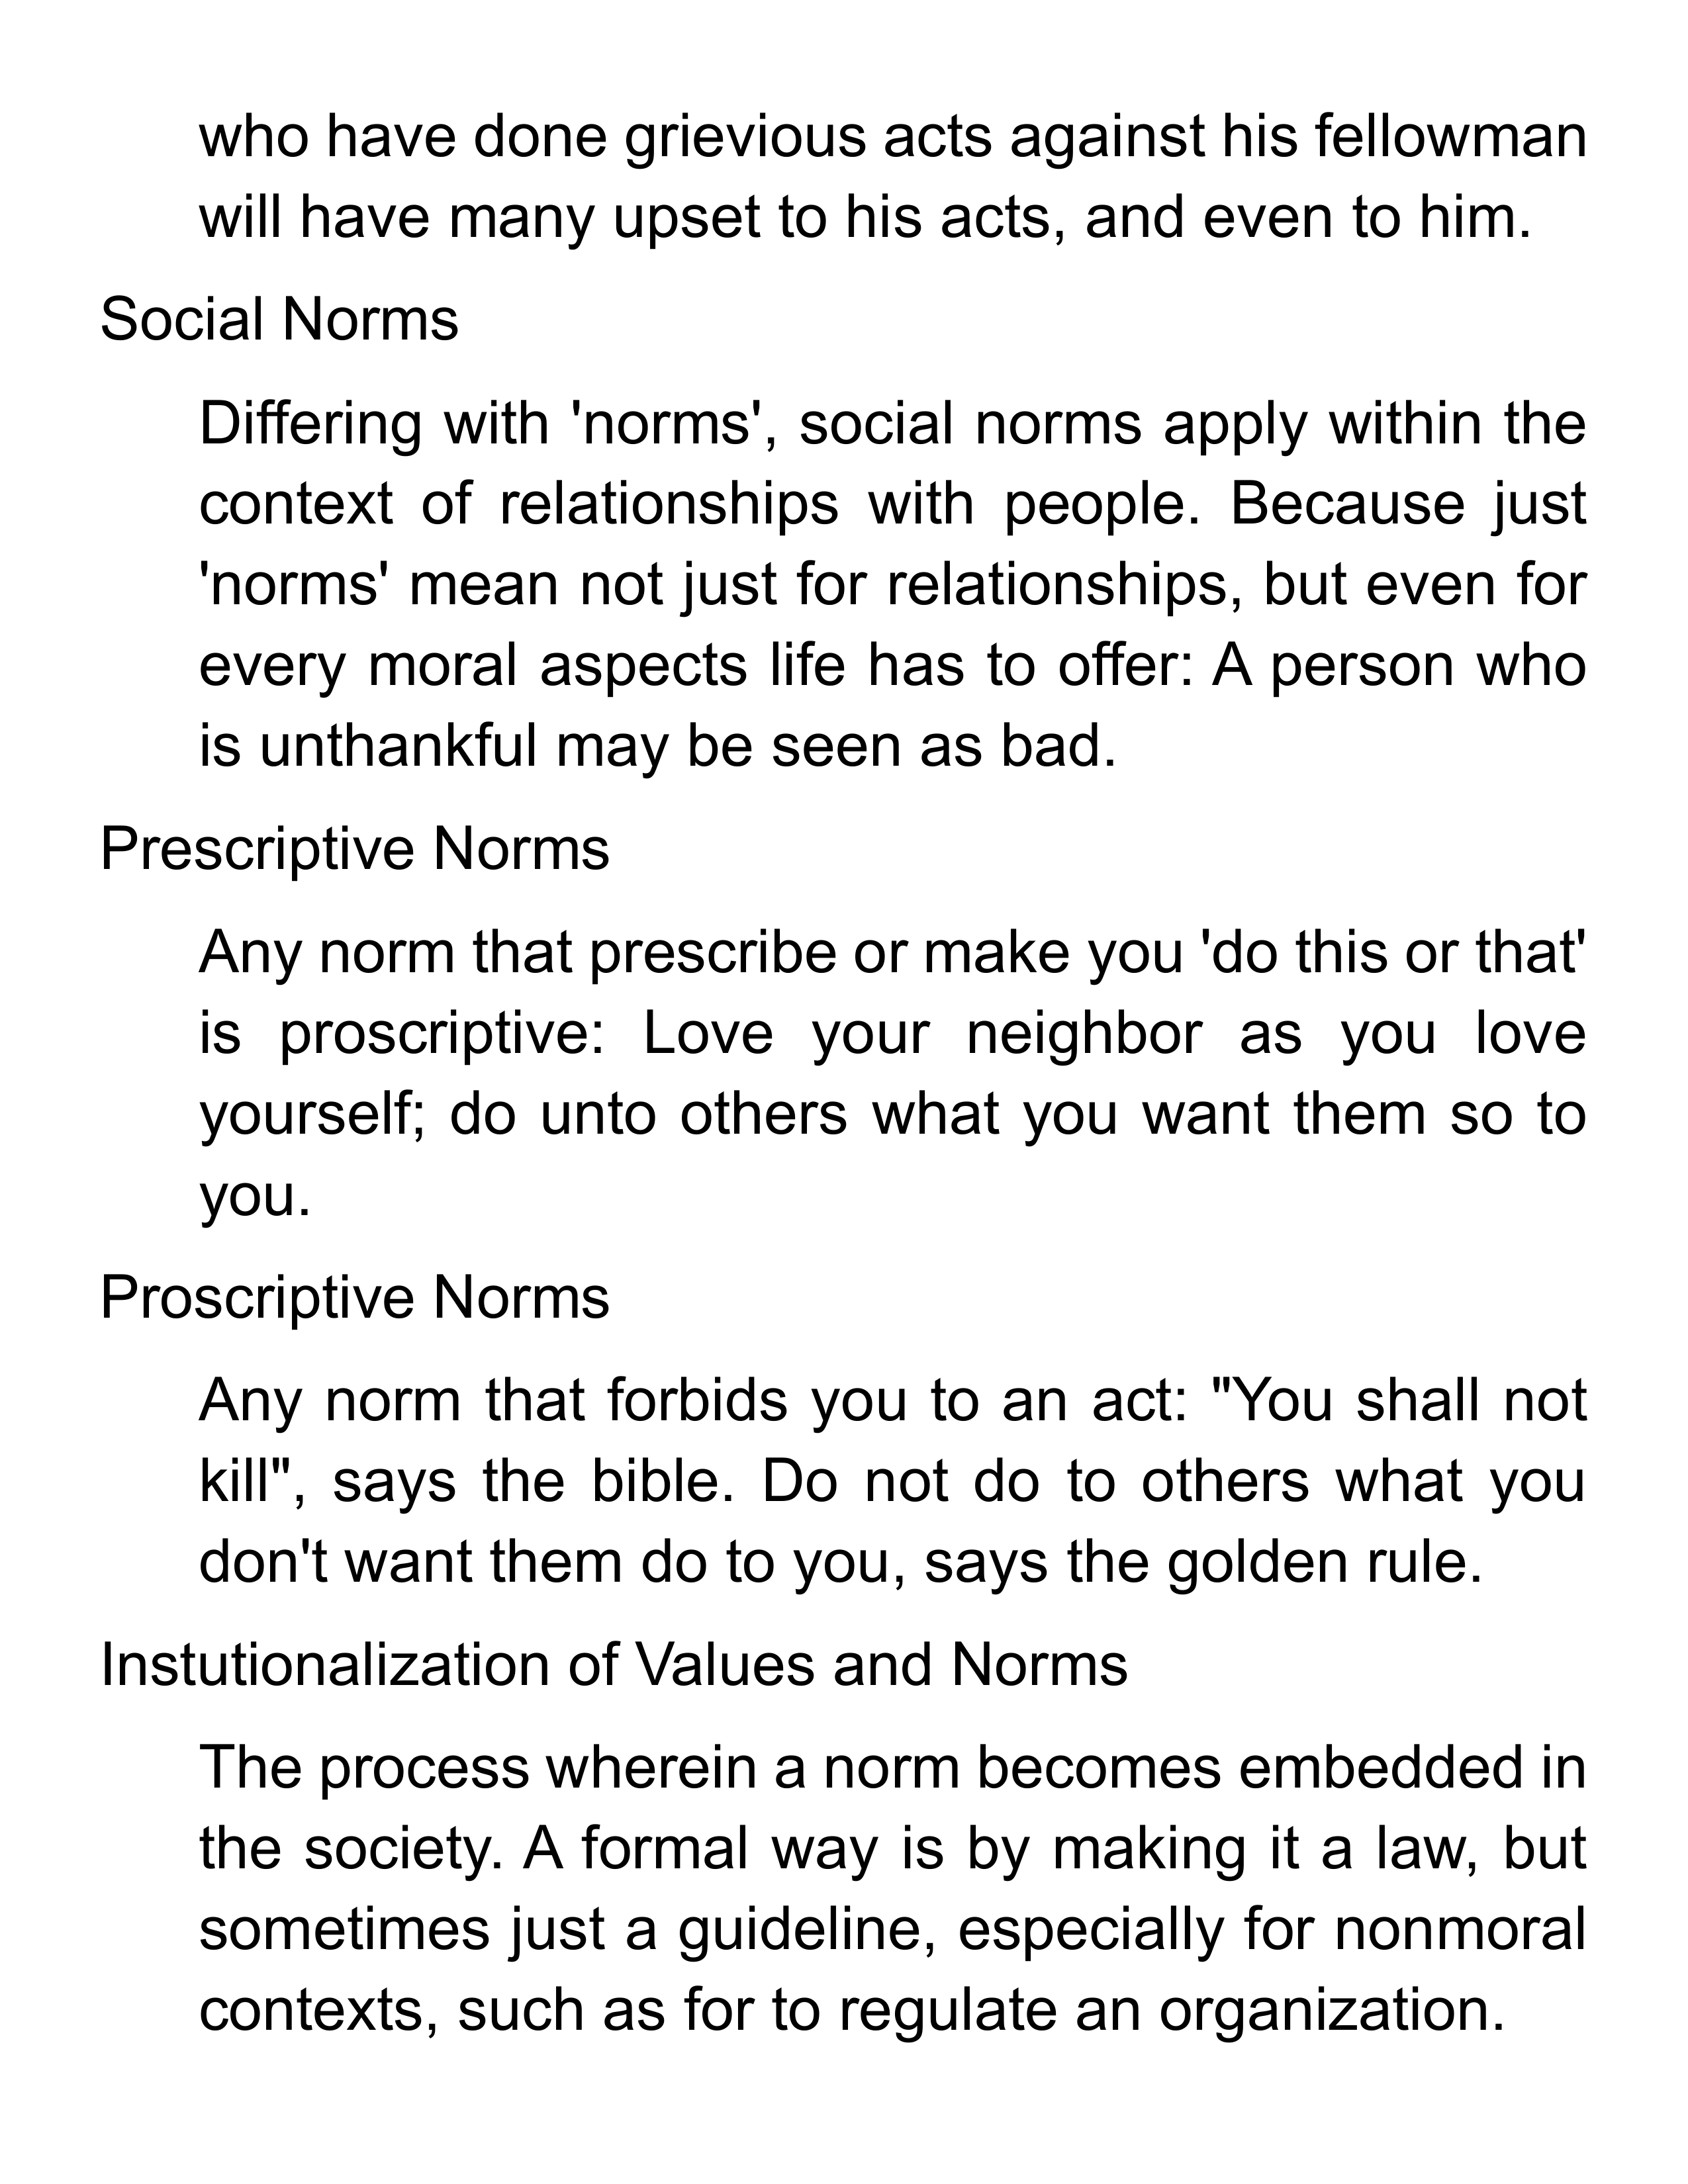 who have done grievious acts against his fellowman
will have many upset to his acts, and even to him.
Social Norms
Differing with 'norms', social norms apply within the
context of relationships with people. Because just
'norms' mean not just for relationships, but even for
every moral aspects life has to offer: A person who
is unthankful may be seen as bad.
Prescriptive Norms
Any norm that prescribe or make you 'do this or that'
is proscriptive: Love your neighbor as you love
yourself; do unto others what you want them so to
you.
Proscriptive Norms
Any norm that forbids you to an act: "You shall not
kill", says the bible. Do not do to others what you
don't want them do to you, says the golden rule.
Instutionalization of Values and Norms
The process wherein a norm becomes embedded in
the society. A formal way is by making it a law, but
sometimes just a guideline, especially for nonmoral
contexts, such as for to regulate an organization.